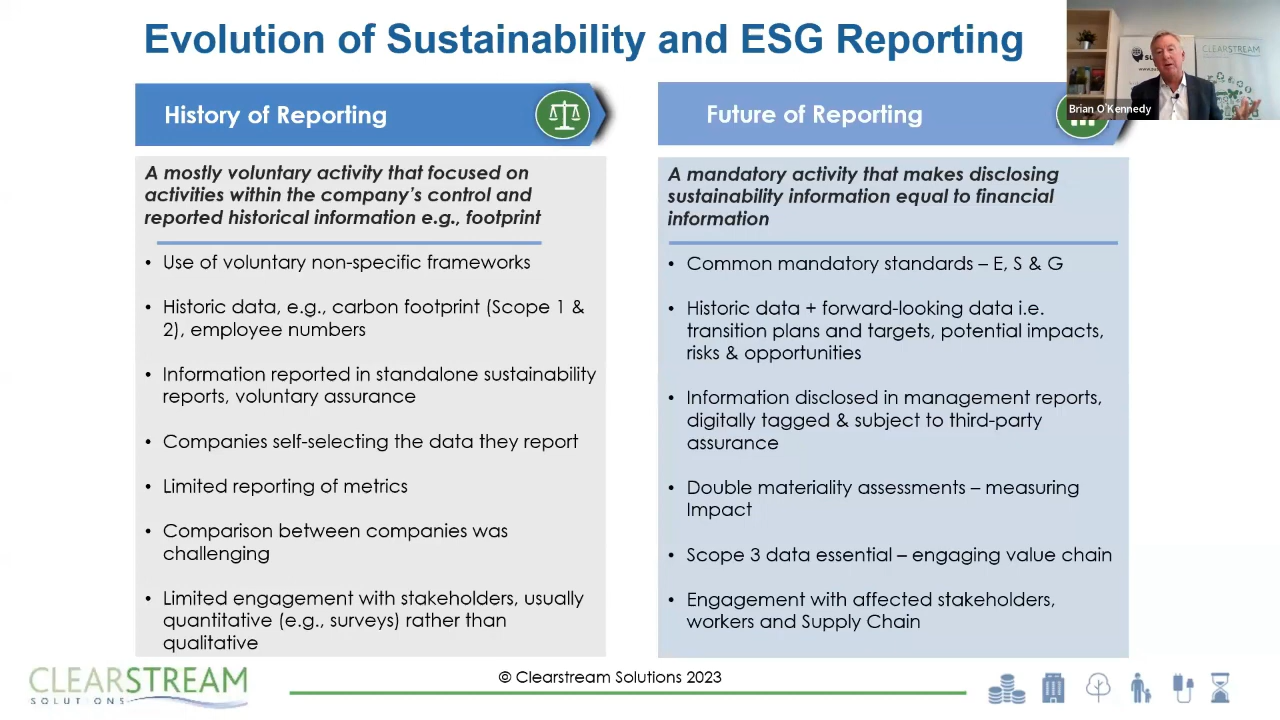 Evolution of Sustainability and ESG Reporting
CLEARSTREAM
Brian O'Kennedy
History of Reporting
A mostly voluntary activity that focused on
activities within the company's control and
reported historical information e.g., footprint
• Use of voluntary non-specific frameworks
• Historic data, e.g., carbon footprint (Scope 1 &
2), employee numbers
• Information reported in standalone sustainability
reports, voluntary assurance
• Companies self-selecting the data they report
• Limited reporting of metrics
• Comparison between companies was
challenging
• Limited engagement with stakeholders, usually
quantitative (e.g., surveys) rather than
qualitative
Future of Reporting
A mandatory activity that makes disclosing
sustainability information equal to financial
information
• Common mandatory standards – E, S & G
• Historic data + forward-looking data i.e.
transition plans and targets, potential impacts,
risks & opportunities
• Information disclosed in management reports,
digitally tagged & subject to third-party
assurance
• Double materiality assessments – measuring
Impact
• Scope 3 data essential – engaging value chain
• Engagement with affected stakeholders,
workers and Supply Chain
CLEARSTREAM
SOLUTIONS
© Clearstream Solutions 2023